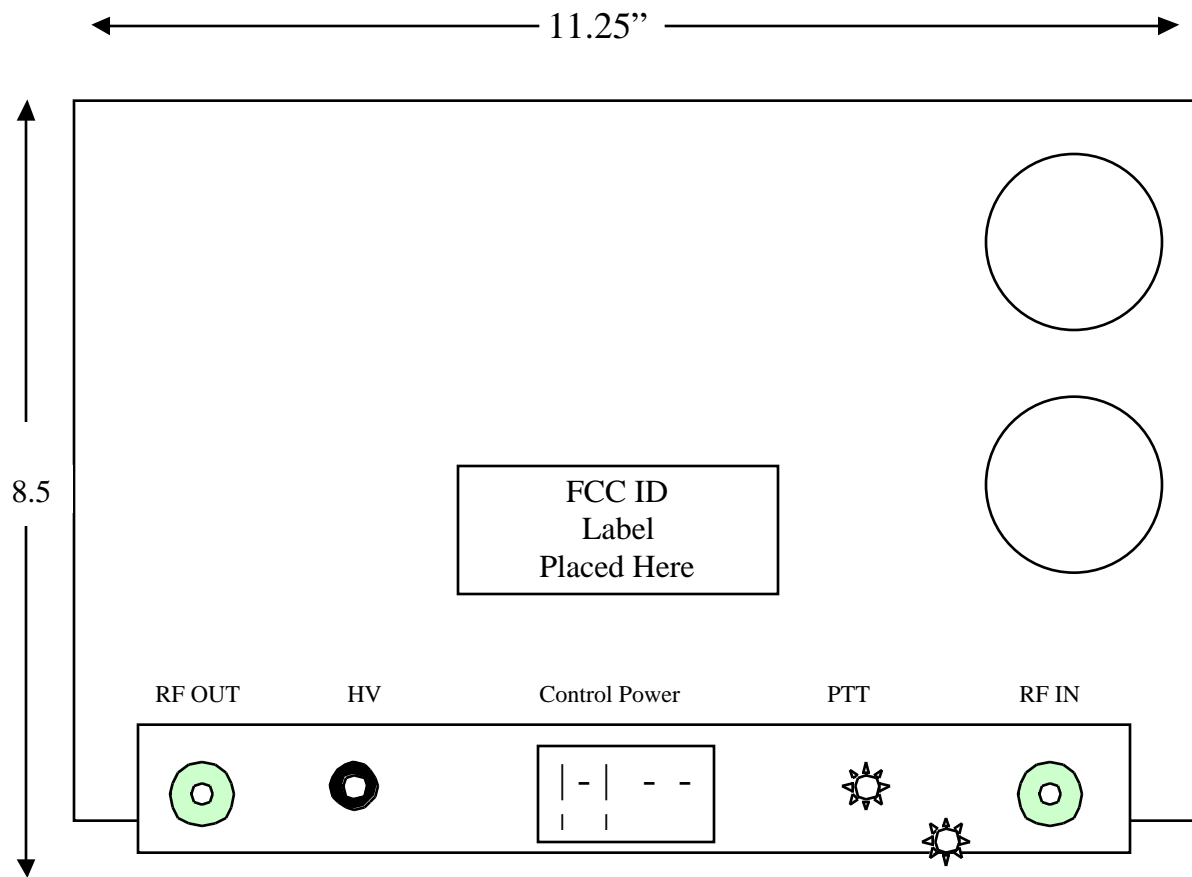 11.25”
8.5
FCC ID
Label
Placed Here
RF OUT HV Control Power PTT RF IN